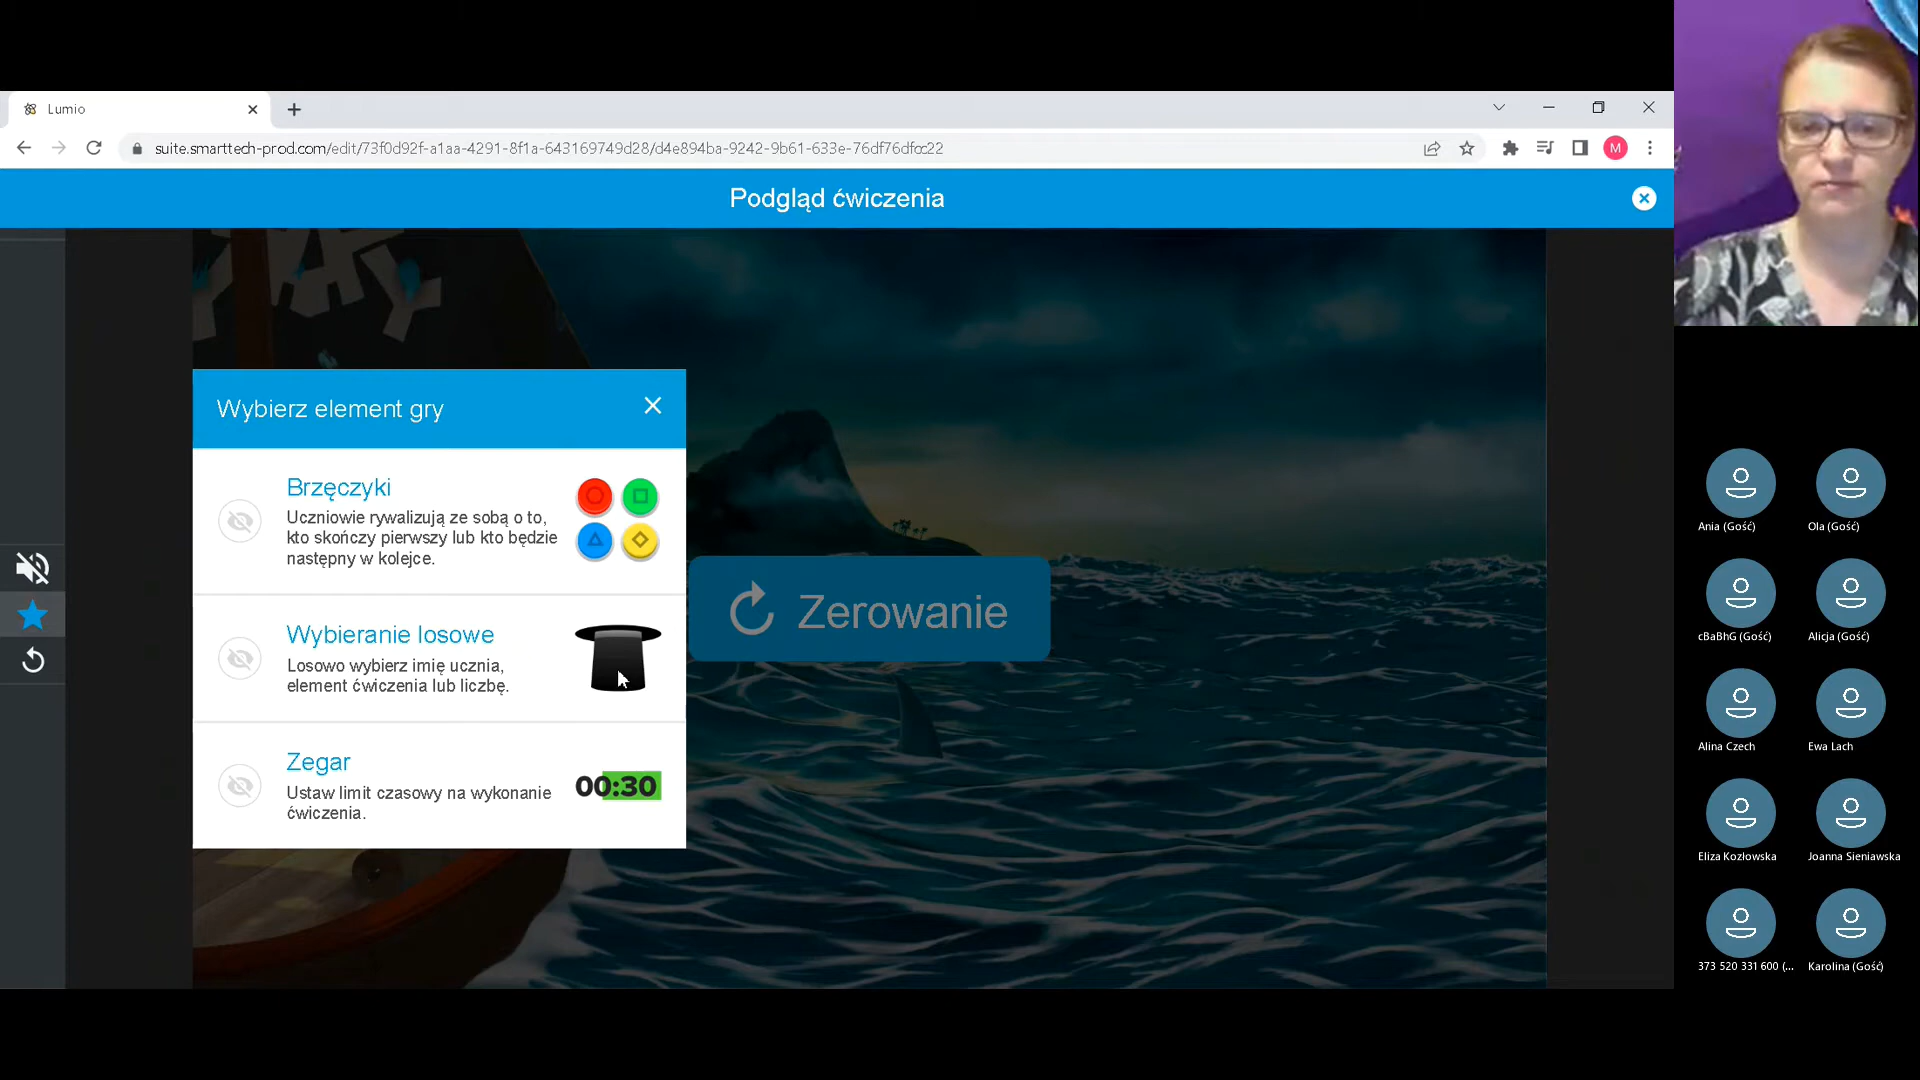 Lumio
suite.smarttech-prod.com/edit/73f0d92f-a1aa-4291-8f1a-643169749d28/d4e894ba-9242-9b61-633e-76df76dfcc22
M
Podgląd ćwiczenia
Wybierz element gry
Brzęczyki
Uczniowie rywalizują ze sobą o to,
kto skończy pierwszy lub kto będzie
następny w kolejce.
Wybieranie losowe
Losowo wybierz imię ucznia,
element ćwiczenia lub liczbę.
Zegar
Ustaw limit czasowy na wykonanie
ćwiczenia.
00:30
Zerowanie
Ania (Gość)
Ola (Gość)
cBaBhG (Gość)
Alicja (Gość)
Alina Czech
Ewa Lach
Eliza Kozłowska
Joanna Sieniawska
373 520 331 600 (...
Karolina (Gość)